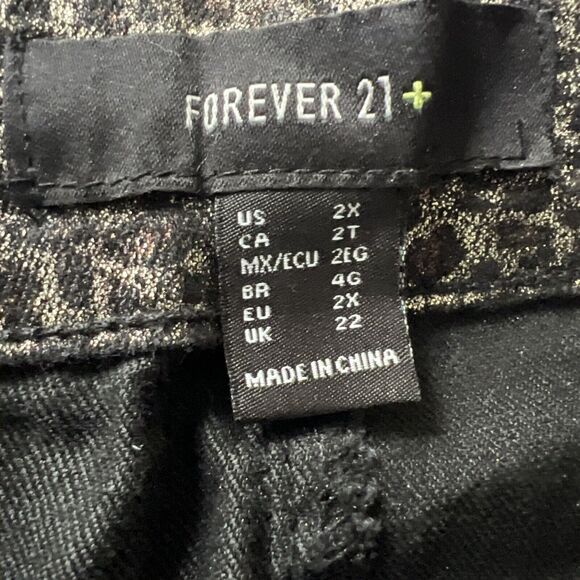 FOREVER 21+
US 2X
CA 2T
MX/ECU 2EG
BR 4G
EU 2X
UK 22
MADE IN CHINA